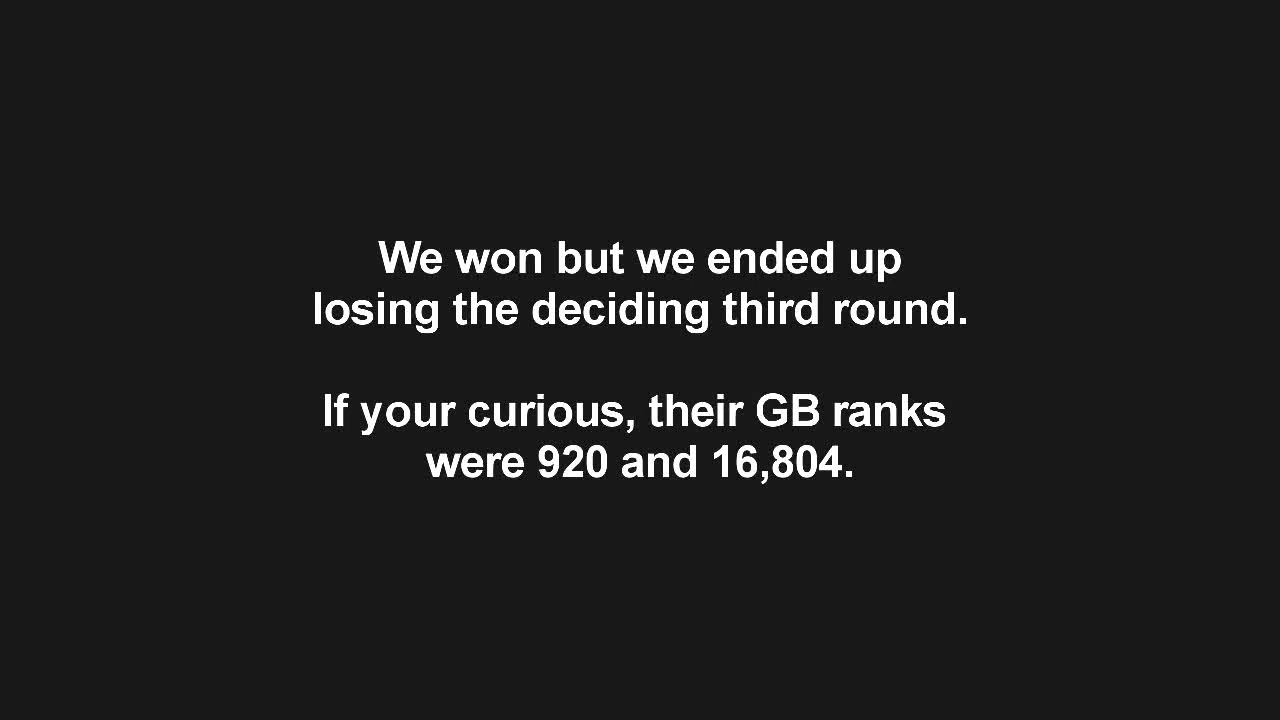 We won but we ended up
losing the deciding third round.
If your curious, their GB ranks
were 920 and 16,804.